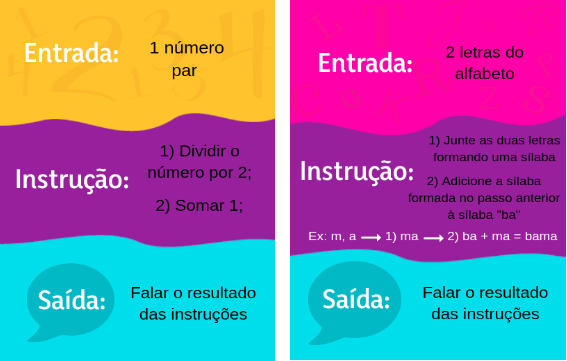 Entrada:
1 número
par
Instrução:
1) Dividir o
número por 2;
2) Somar 1;
Saída:
Falar o resultado
das instruções
Entrada:
2 letras do
alfabeto
Instrução:
1) Junte as duas letras
formando uma sílaba
2) Adicione a sílaba
formada no passo anterior
à sílaba "ba"
Ex: m, a → 1) ma → 2) ba + ma = bama
Saída:
Falar o resultado
das instruções